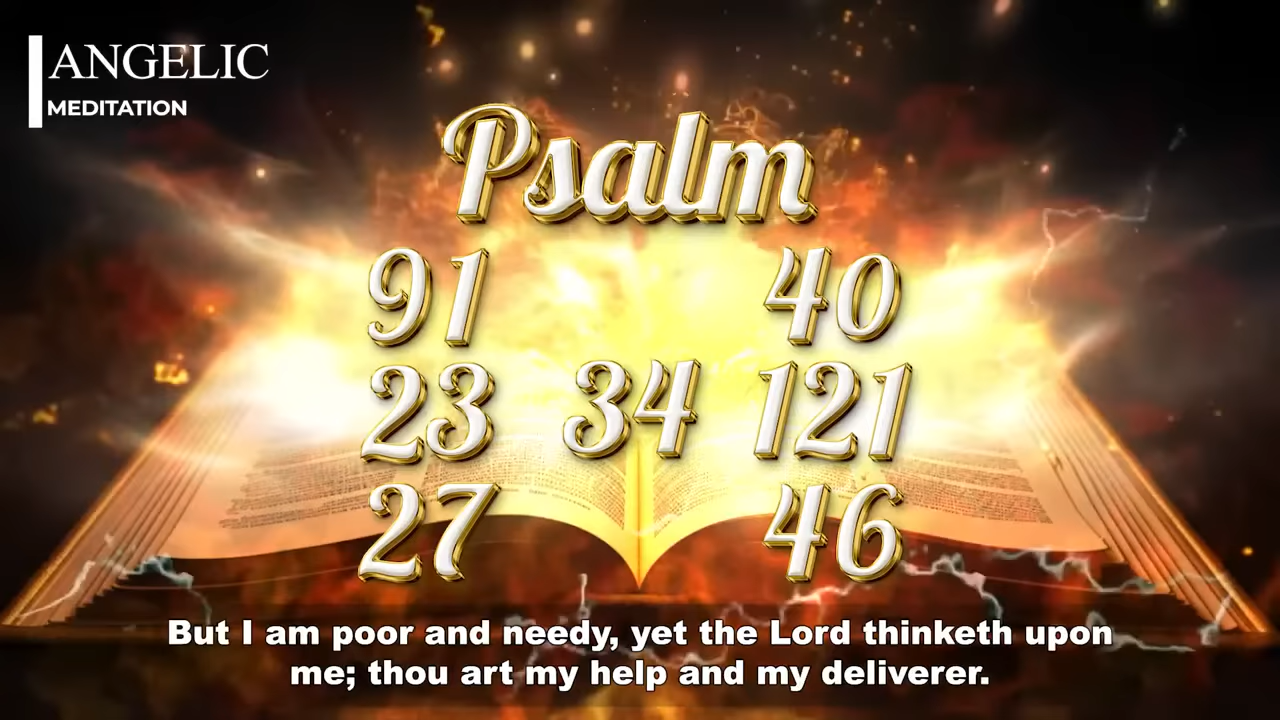 ANGELIC
MEDITATION
Psalm
91 40
23 34 121
27 46
But I am poor and needy, yet the Lord thinketh upon
me; thou art my help and my deliverer.